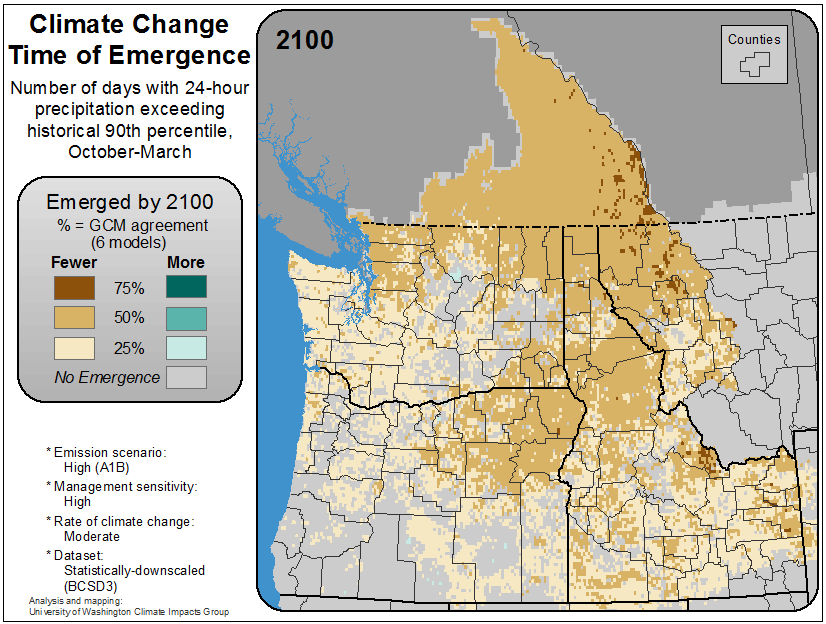 Climate Change
Time of Emergence
Number of days with 24-hour
precipitation exceeding
historical 90th percentile,
October-March
Emerged by 2100
% = GCM agreement
(6 models)
Fewer More
75%
50%
25%
No Emergence
* Emission scenario:
High (A1B)
* Management sensitivity:
High
* Rate of climate change:
Moderate
* Dataset:
Statistically-downscaled
(BCSD3)
Analysis and mapping:
University of Washington Climate Impacts Group
2100
Counties